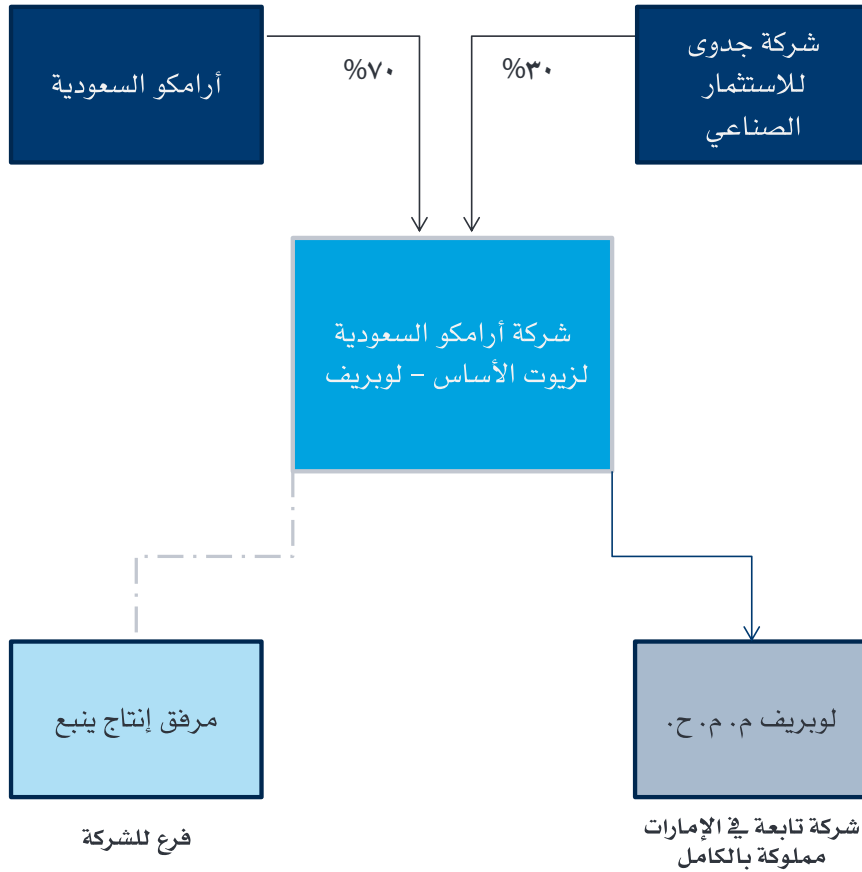 شركة جدوى
للاستثمار
الصناعي
أرامكو السعودية
%٣٠
%٧٠
شركة أرامكو السعودية
لزيوت الأساس – لوبريف
لوبريف م. م. ح.
مرفق إنتاج ينبع
شركة تابعة في الإمارات
مملوكة بالكامل
فرع للشركة